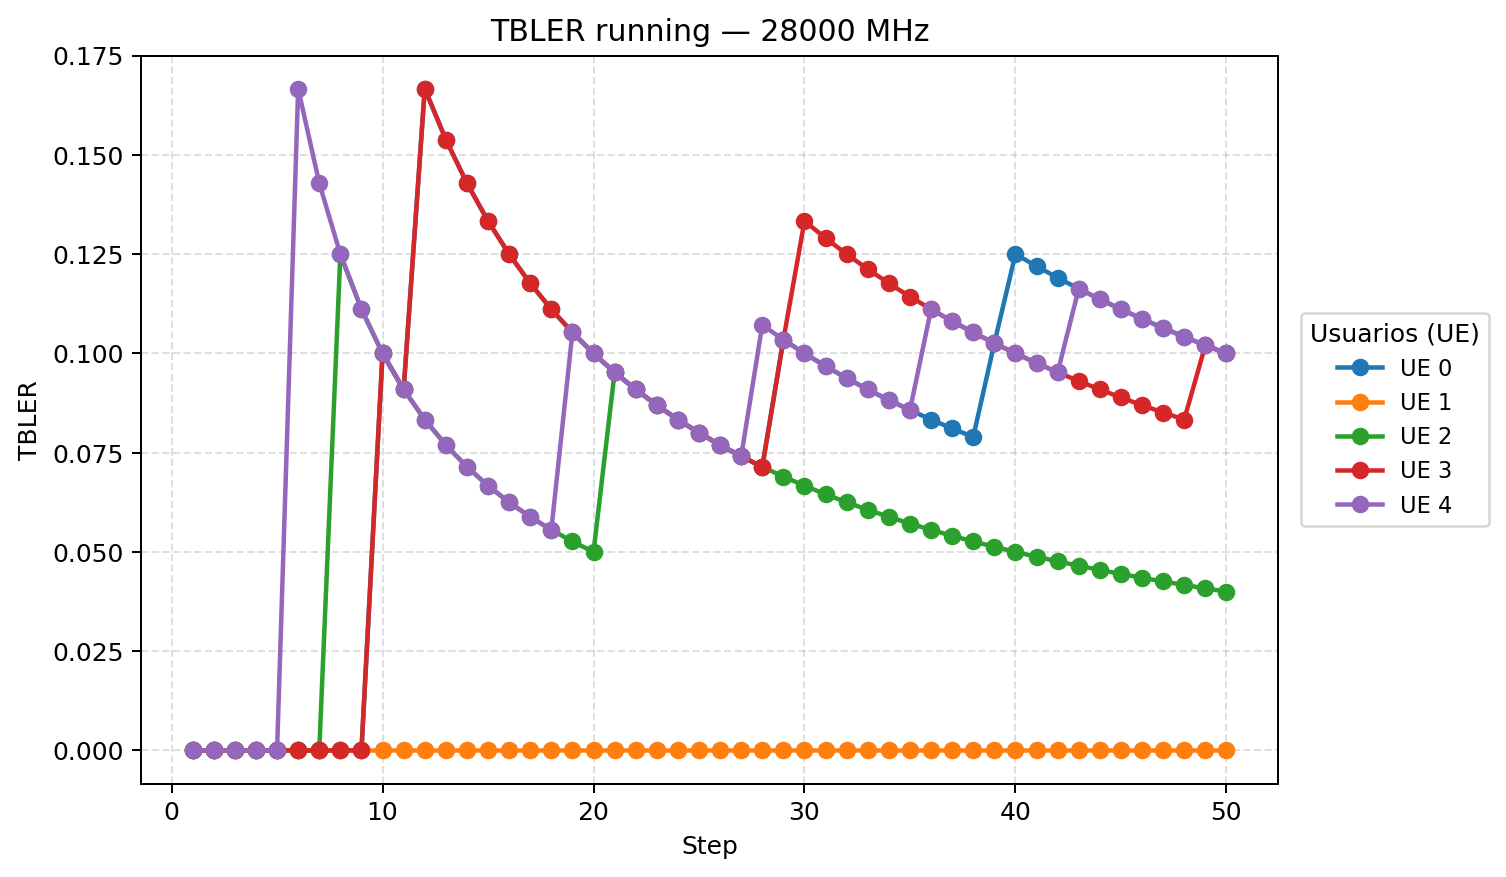 TBLER running — 28000 MHz
0.175
0.150
0.125
0.100
0.075
0.050
0.025
0.000
TBLER
0 10 20 30 40 50
Step
Usuarios (UE)
UE 0
UE 1
UE 2
UE 3
UE 4